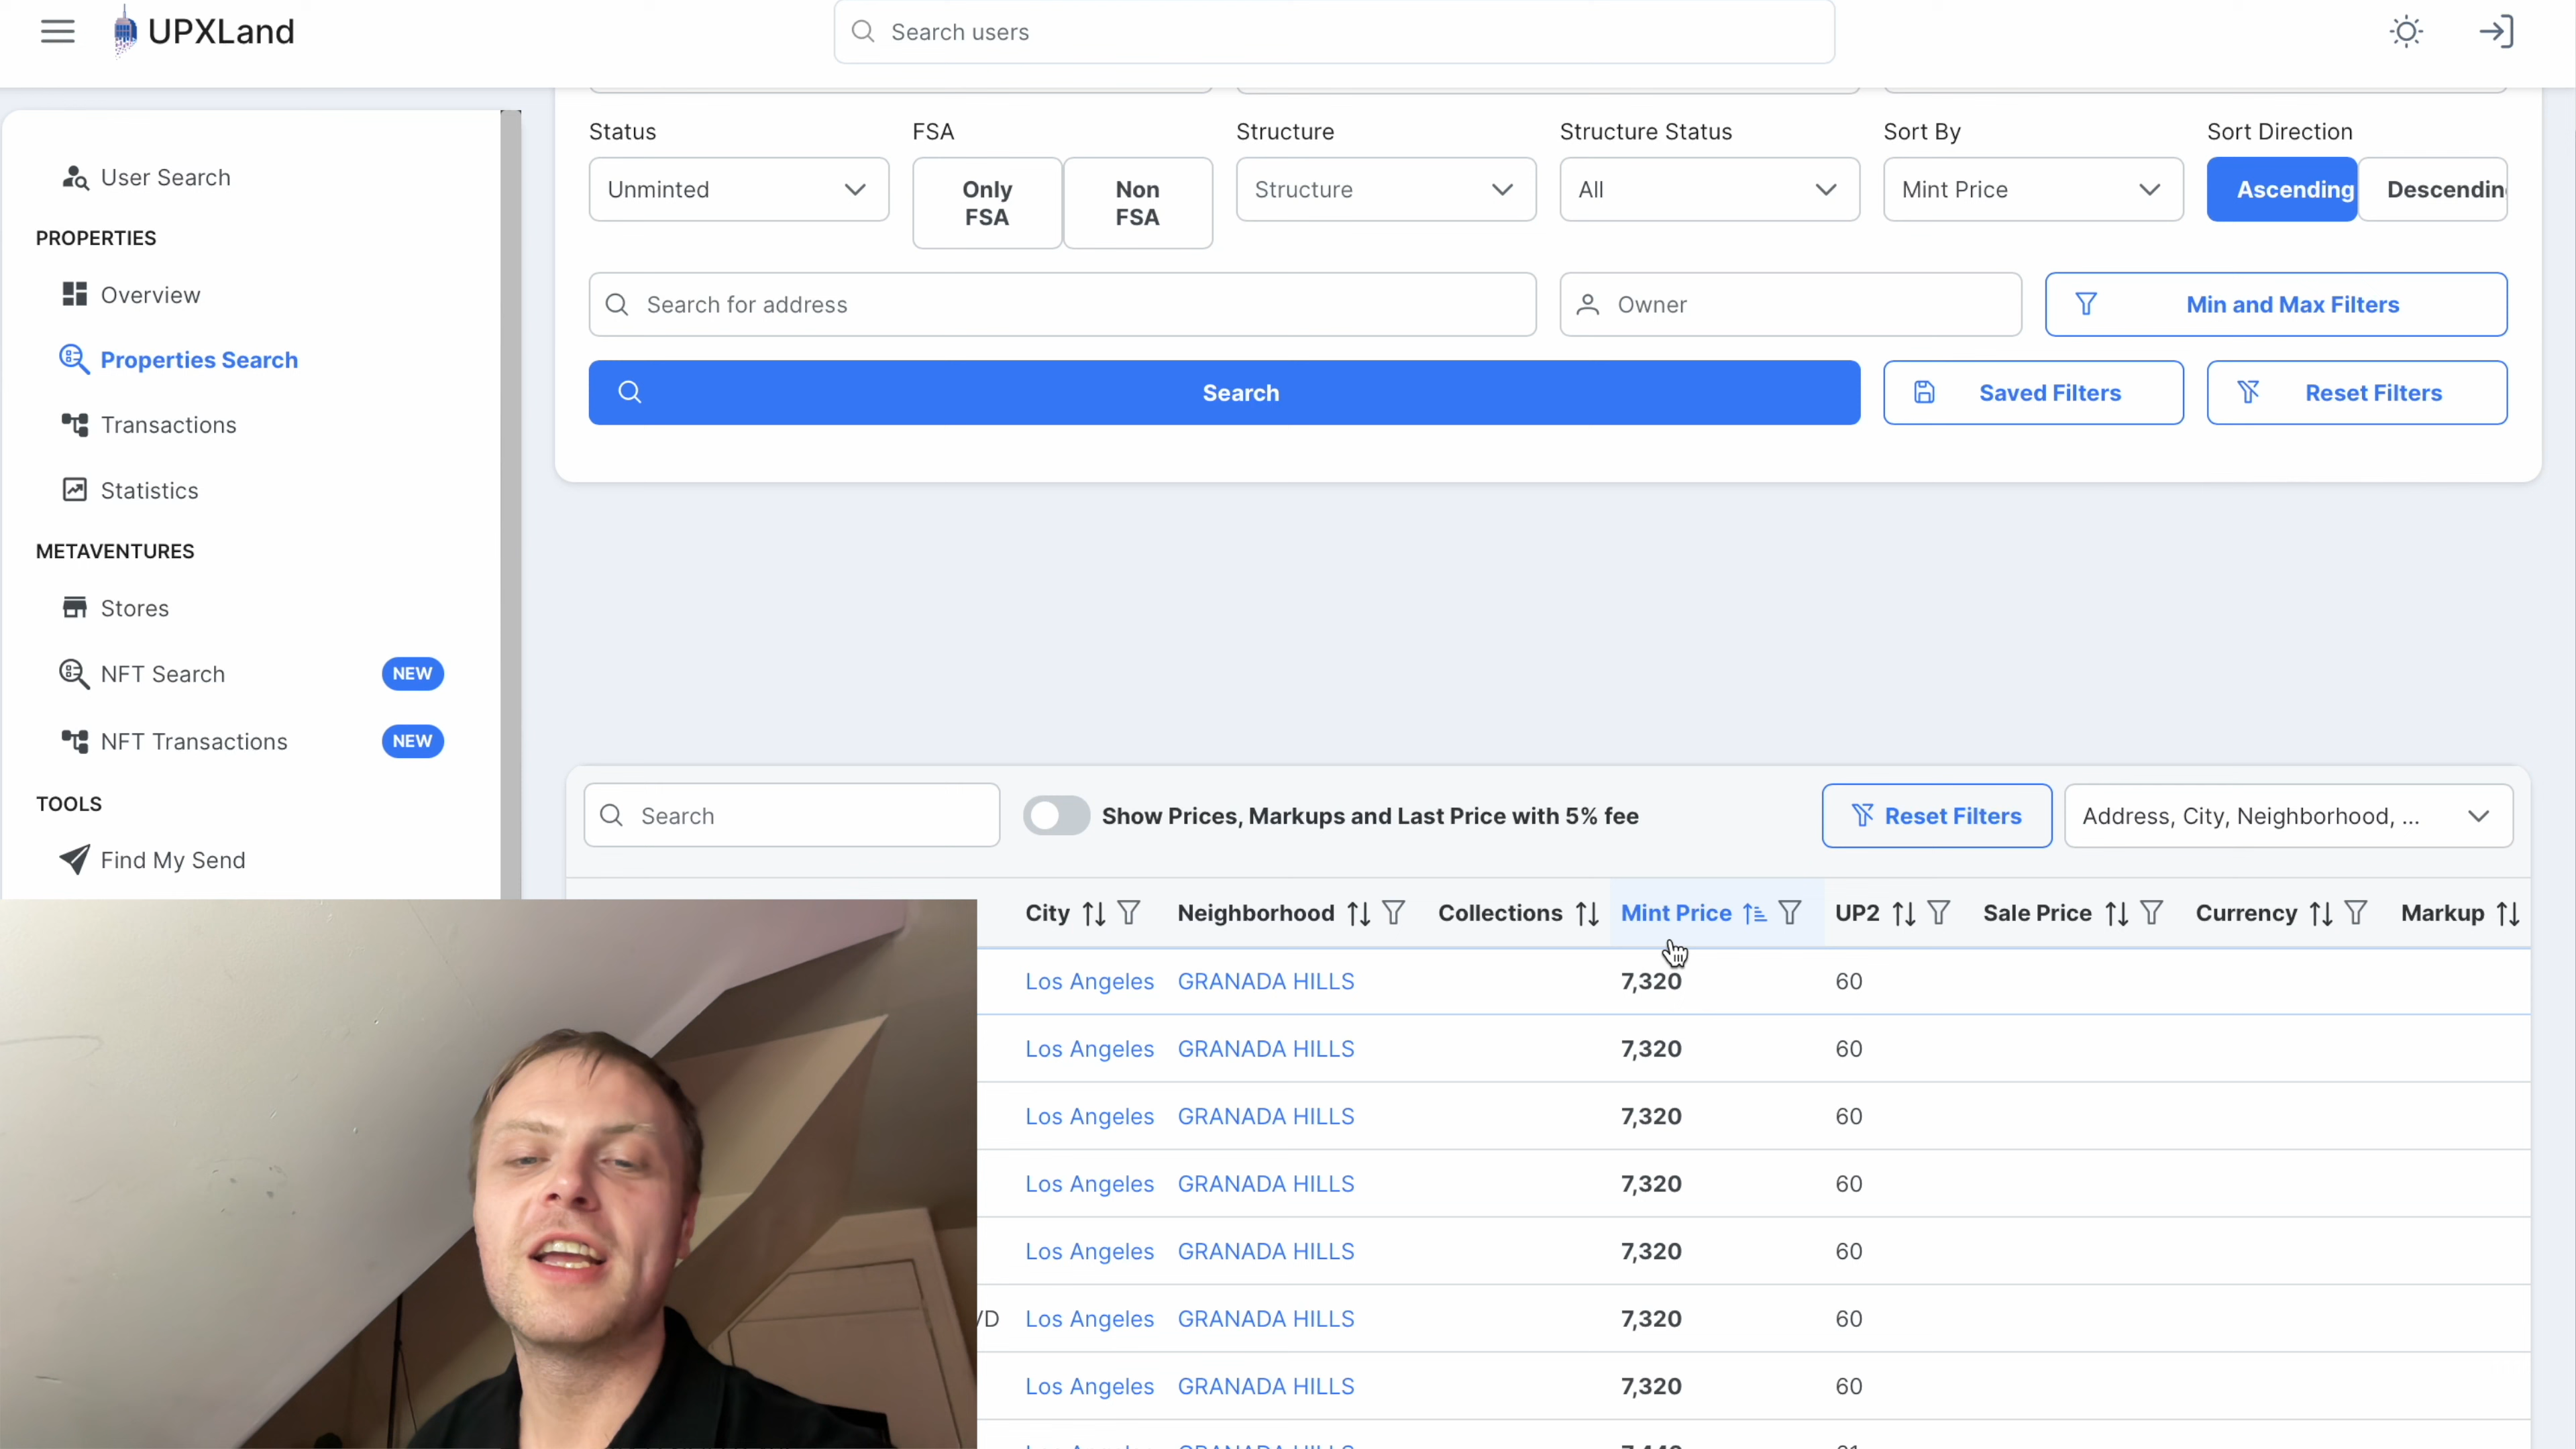 UPXLand
Search users
User Search
PROPERTIES
Overview
Properties Search
Transactions
Statistics
METAVENTURES
Stores
NFT Search NEW
NFT Transactions NEW
TOOLS
Find My Send
Status FSA Structure Structure Status Sort By Sort Direction
Unminted Only FSA Non FSA Structure All Mint Price Ascending Descendin
Search for address Owner Min and Max Filters
Search Saved Filters Reset Filters
Search Show Prices, Markups and Last Price with 5% fee Reset Filters Address, City, Neighborhood, ...
City Neighborhood Collections Mint Price UP2 Sale Price Currency Markup
Los Angeles GRANADA HILLS 7,320 60
Los Angeles GRANADA HILLS 7,320 60
Los Angeles GRANADA HILLS 7,320 60
Los Angeles GRANADA HILLS 7,320 60
Los Angeles GRANADA HILLS 7,320 60
VD Los Angeles GRANADA HILLS 7,320 60
Los Angeles GRANADA HILLS 7,320 60